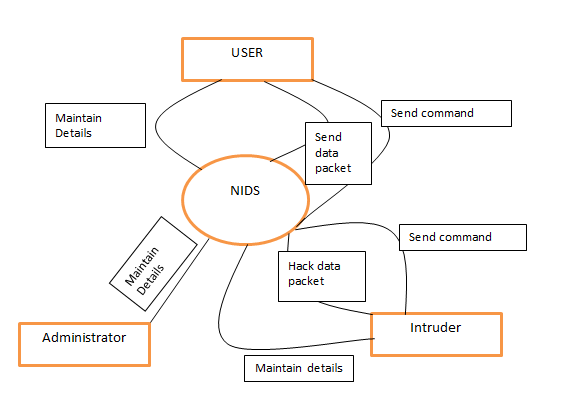 USER
Maintain
Details
Send command
Send
data
packet
NIDS
Send command
Maintain
Details
Hack data
packet
Administrator
Intruder
Maintain details